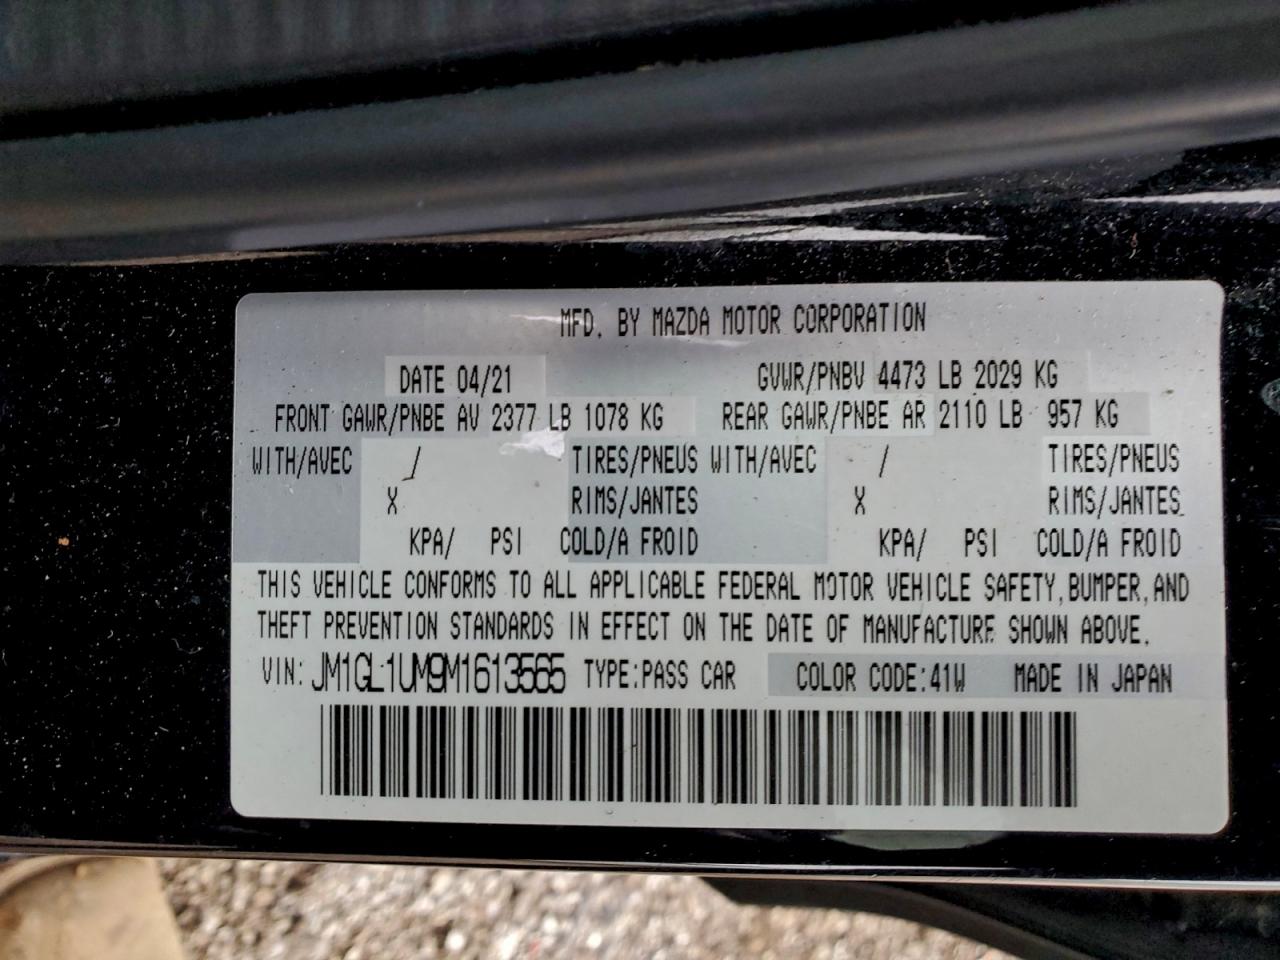 MFD. BY MAZDA MOTOR CORPORATION
DATE 04/21 GVWR/PNBV 4473 LB 2029 KG
FRONT GAWR/PNBE AV 2377 LB 1078 KG REAR GAWR/PNBE AR 2110 LB 957 KG
WITH/AVEC / TIRES/PNEUS WITH/AVEC / TIRES/PNEUS
X RIMS/JANTES X RIMS/JANTES
KPA/ PSI COLD/A FROID KPA/ PSI COLD/A FROID
THIS VEHICLE CONFORMS TO ALL APPLICABLE FEDERAL MOTOR VEHICLE SAFETY, BUMPER, AND
THEFT PREVENTION STANDARDS IN EFFECT ON THE DATE OF MANUFACTURE SHOWN ABOVE.
VIN: JM1GL1UM9M1613565 TYPE:PASS CAR COLOR CODE:41W MADE IN JAPAN